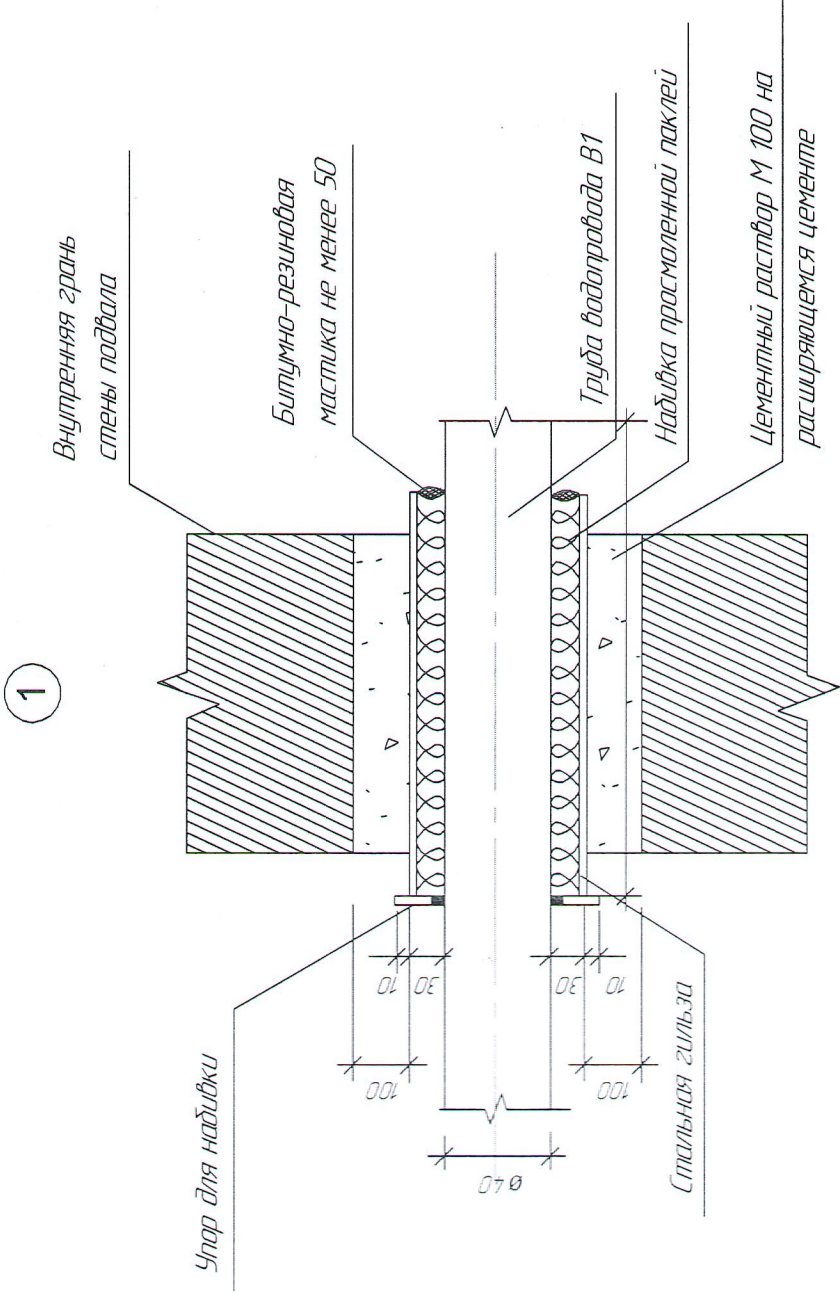 1
Внутренняя грань
стены подвала
Битумно-резиновая
мастика не менее 50
Труба водопровода В1
Набивка просмоленной паклей
Цементный раствор М 100 на
расширяющемся цементе
Упор для набивки
Стальная гильза
100
10
30
30
10
100
Ø40